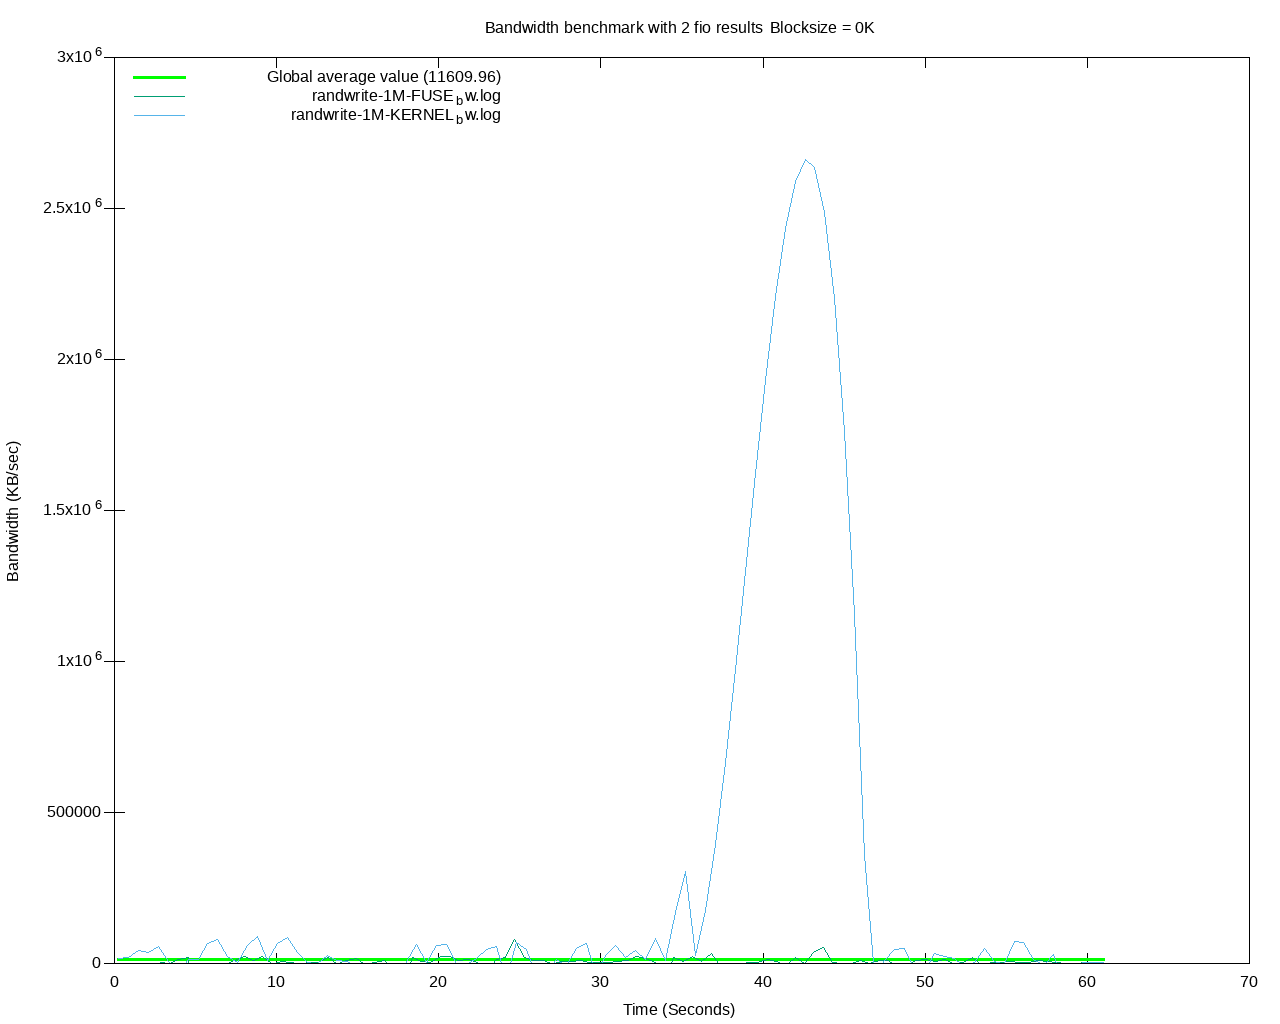 Bandwidth benchmark with 2 fio results Blocksize = 0K
3x10 6
Global average value (11609.96)
randwrite-1M-FUSE b w.log
randwrite-1M-KERNEL b w.log
2.5x10 6
2x10 6
1.5x10 6
1x10 6
500000
0
Bandwidth (KB/sec)
0 10 20 30 40 50 60 70
Time (Seconds)